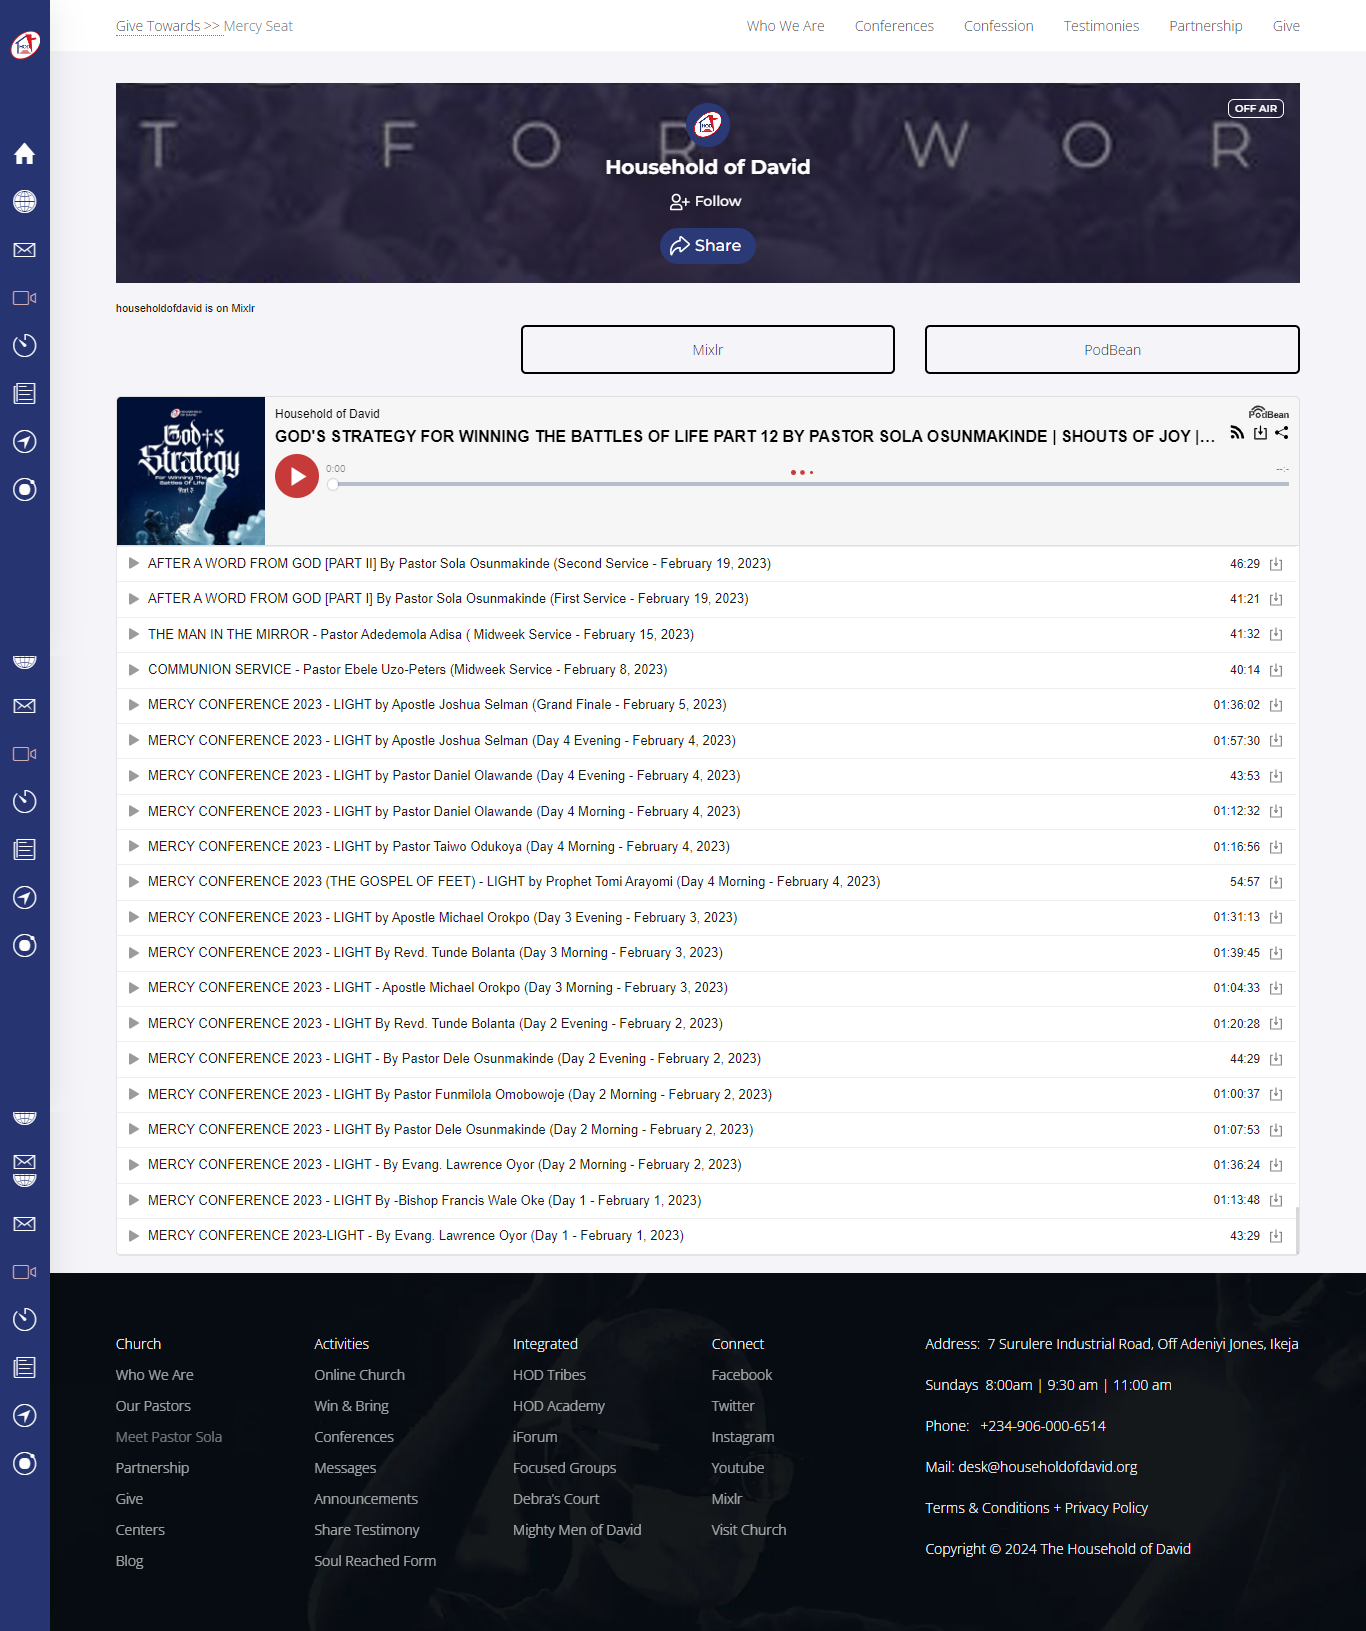 Give Towards >> Mercy Seat
Who We Are Conferences Confession Testimonies Partnership Give
T F O R W O R
OFF AIR
HOD
Household of David
Follow
Share
householdofdavid is on Mixlr
Mixlr PodBean
HOUSEHOLD OF DAVID
God's Strategy
For Winning The
Battles Of Life
Household of David
PodBean
GOD'S STRATEGY FOR WINNING THE BATTLES OF LIFE PART 12 BY PASTOR SOLA OSUNMAKINDE | SHOUTS OF JOY |...
0:00 --:-
AFTER A WORD FROM GOD [PART II] By Pastor Sola Osunmakinde (Second Service - February 19, 2023) 46:29
AFTER A WORD FROM GOD [PART I] By Pastor Sola Osunmakinde (First Service - February 19, 2023) 41:21
THE MAN IN THE MIRROR - Pastor Adedemola Adisa ( Midweek Service - February 15, 2023) 41:32
COMMUNION SERVICE - Pastor Ebele Uzo-Peters (Midweek Service - February 8, 2023) 40:14
MERCY CONFERENCE 2023 - LIGHT by Apostle Joshua Selman (Grand Finale - February 5, 2023) 01:36:02
MERCY CONFERENCE 2023 - LIGHT by Apostle Joshua Selman (Day 4 Evening - February 4, 2023) 01:57:30
MERCY CONFERENCE 2023 - LIGHT by Pastor Daniel Olawande (Day 4 Evening - February 4, 2023) 43:53
MERCY CONFERENCE 2023 - LIGHT by Pastor Daniel Olawande (Day 4 Morning - February 4, 2023) 01:12:32
MERCY CONFERENCE 2023 - LIGHT by Pastor Taiwo Odukoya (Day 4 Morning - February 4, 2023) 01:16:56
MERCY CONFERENCE 2023 (THE GOSPEL OF FEET) - LIGHT by Prophet Tomi Arayomi (Day 4 Morning - February 4, 2023) 54:57
MERCY CONFERENCE 2023 - LIGHT by Apostle Michael Orokpo (Day 3 Evening - February 3, 2023) 01:31:13
MERCY CONFERENCE 2023 - LIGHT By Revd. Tunde Bolanta (Day 3 Morning - February 3, 2023) 01:39:45
MERCY CONFERENCE 2023 - LIGHT - Apostle Michael Orokpo (Day 3 Morning - February 3, 2023) 01:04:33
MERCY CONFERENCE 2023 - LIGHT By Revd. Tunde Bolanta (Day 2 Evening - February 2, 2023) 01:20:28
MERCY CONFERENCE 2023 - LIGHT - By Pastor Dele Osunmakinde (Day 2 Evening - February 2, 2023) 44:29
MERCY CONFERENCE 2023 - LIGHT By Pastor Funmilola Omobowoje (Day 2 Morning - February 2, 2023) 01:00:37
MERCY CONFERENCE 2023 - LIGHT By Pastor Dele Osunmakinde (Day 2 Morning - February 2, 2023) 01:07:53
MERCY CONFERENCE 2023 - LIGHT - By Evang. Lawrence Oyor (Day 2 Morning - February 2, 2023) 01:36:24
MERCY CONFERENCE 2023 - LIGHT By -Bishop Francis Wale Oke (Day 1 - February 1, 2023) 01:13:48
MERCY CONFERENCE 2023-LIGHT - By Evang. Lawrence Oyor (Day 1 - February 1, 2023) 43:29
Church
Who We Are
Our Pastors
Meet Pastor Sola
Partnership
Give
Centers
Blog
Activities
Online Church
Win & Bring
Conferences
Messages
Announcements
Share Testimony
Soul Reached Form
Integrated
HOD Tribes
HOD Academy
iForum
Focused Groups
Debra's Court
Mighty Men of David
Connect
Facebook
Twitter
Instagram
Youtube
Mixlr
Visit Church
Address: 7 Surulere Industrial Road, Off Adeniyi Jones, Ikeja
Sundays 8:00am | 9:30 am | 11:00 am
Phone: +234-906-000-6514
Mail: desk@householdofdavid.org
Terms & Conditions + Privacy Policy
Copyright © 2024 The Household of David